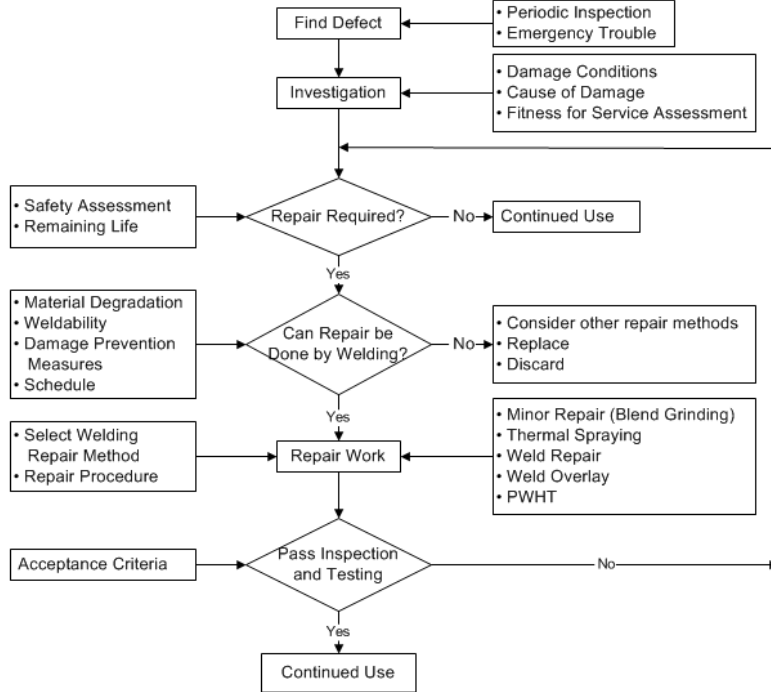 Find Defect
• Periodic Inspection
• Emergency Trouble
Investigation
• Damage Conditions
• Cause of Damage
• Fitness for Service Assessment
• Safety Assessment
• Remaining Life
Repair Required?
No
Continued Use
Yes
• Material Degradation
• Weldability
• Damage Prevention
Measures
• Schedule
Can Repair be
Done by Welding?
No
• Consider other repair methods
• Replace
• Discard
Yes
• Select Welding
Repair Method
• Repair Procedure
Repair Work
• Minor Repair (Blend Grinding)
• Thermal Spraying
• Weld Repair
• Weld Overlay
• PWHT
Acceptance Criteria
Pass Inspection
and Testing
No
Yes
Continued Use